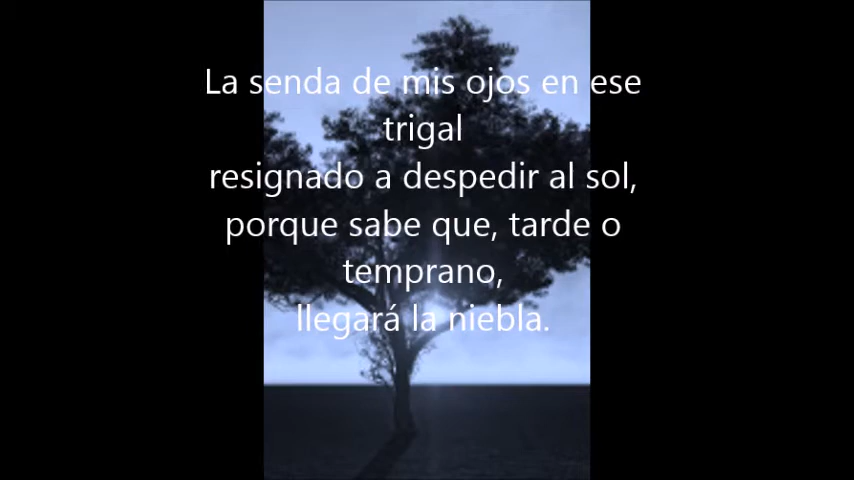 La senda de mis ojos en ese
trigal
resignado a despedir al sol,
porque sabe que, tarde o
temprano,
llegará la niebla.